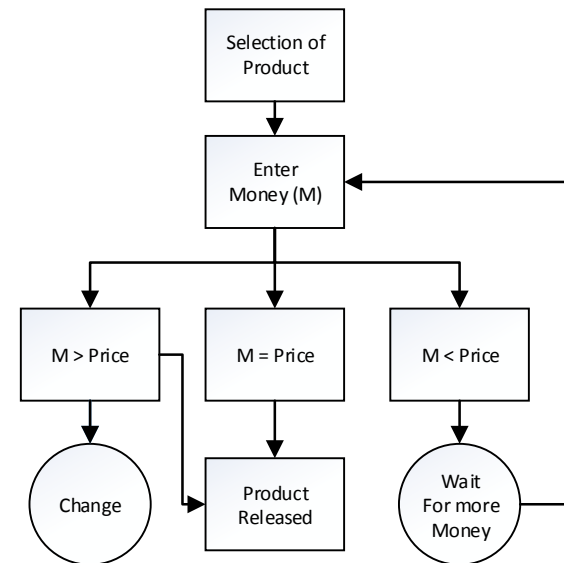 Selection of
Product
Enter
Money (M)
M > Price
M = Price
M < Price
Change
Product
Released
Wait
For more
Money